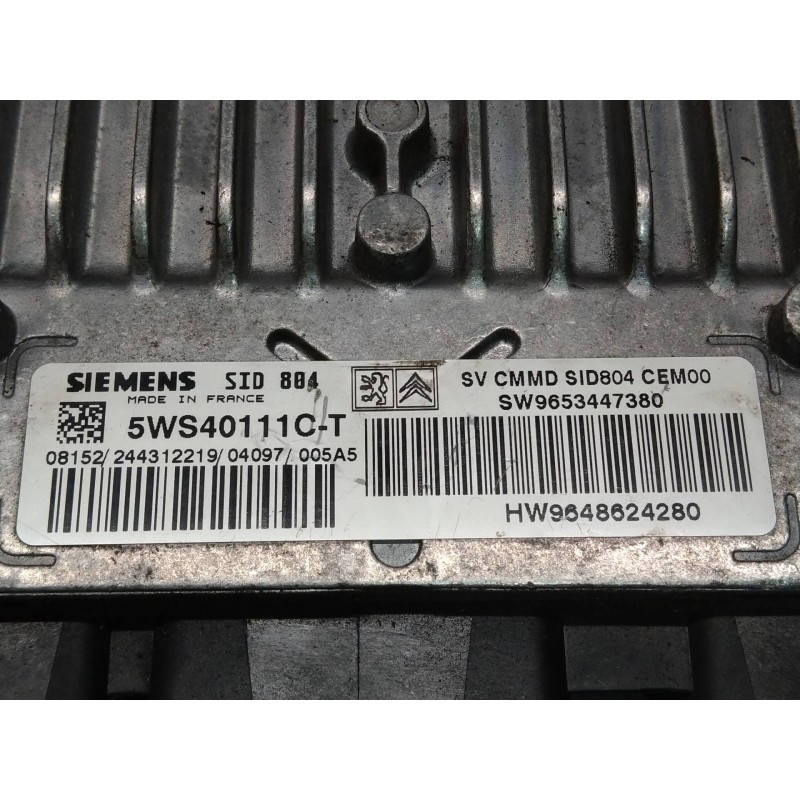 SIEMENS SID 804
MADE IN FRANCE
5WS40111C-T
08152/244312219/04097/005A5
SV CMMD SID804 CEM00
SW9653447380
HW9648624280